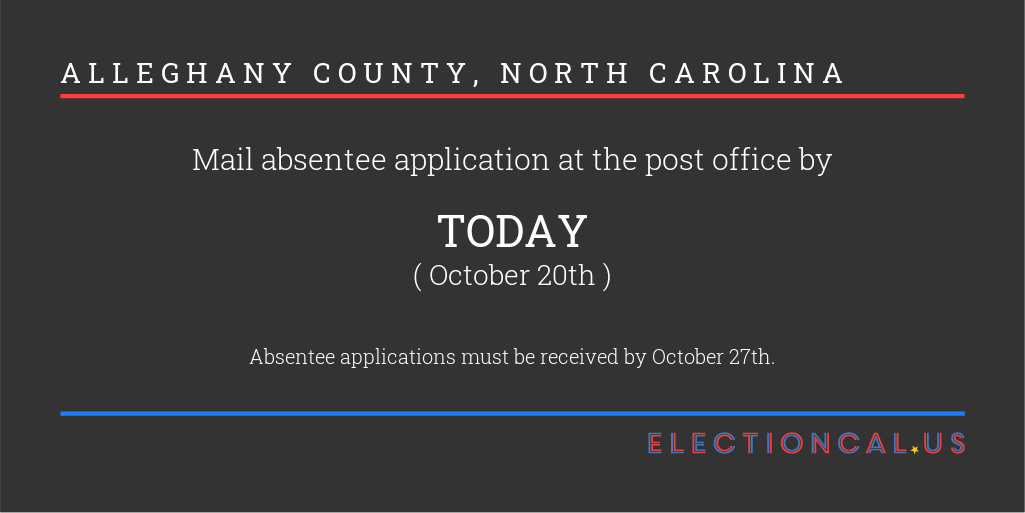 ALLEGHANY COUNTY, NORTH CAROLINA
Mail absentee application at the post office by
TODAY
( October 20th )
Absentee applications must be received by October 27th.
ELECTIONCAL.US